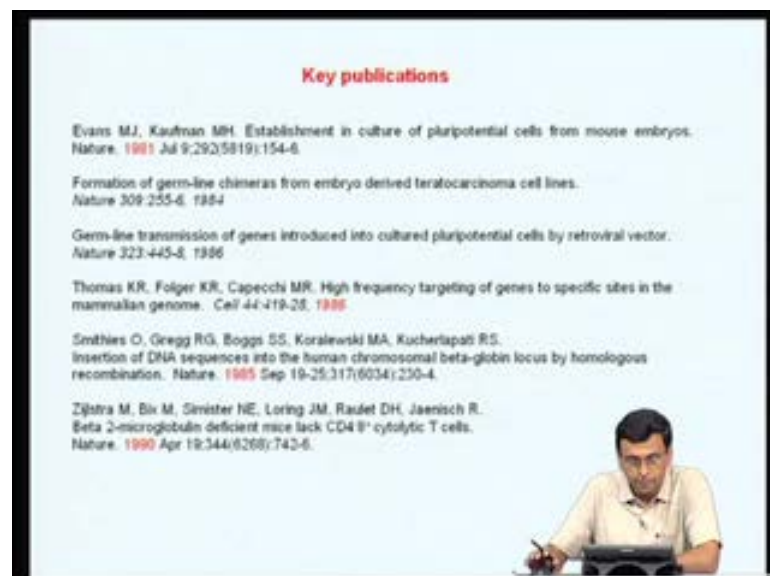 Key publications
Evans MJ, Kaufman MH. Establishment in culture of pluripotential cells from mouse embryos.
Nature. 1981 Jul 9;292(5819):154-6.
Formation of germ-line chimeras from embryo derived teratocarcinoma cell lines.
Nature 309:255-6, 1984
Germ-line transmission of genes introduced into cultured pluripotential cells by retroviral vector.
Nature 323:445-8, 1986
Thomas KR, Folger KR, Capecchi MR. High frequency targeting of genes to specific sites in the
mammalian genome. Cell 44:419-28, 1986
Smithies O, Gregg RG, Boggs SS, Koralewski MA, Kucherlapati RS.
Insertion of DNA sequences into the human chromosomal beta-globin locus by homologous
recombination. Nature. 1985 Sep 19-25;317(6034):230-4.
Zijlstra M, Bix M, Simister NE, Loring JM, Raulet DH, Jaenisch R.
Beta 2-microglobulin deficient mice lack CD4-8+ cytolytic T cells.
Nature. 1990 Apr 19;344(6268):742-6.